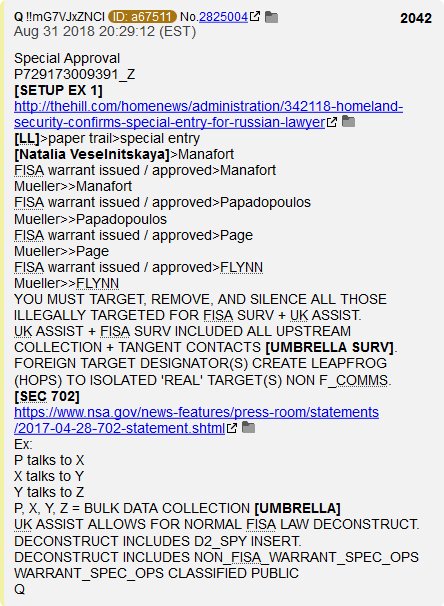 Q !!mG7VJxZNCI ID: a67511 No.2825004 2042
Aug 31 2018 20:29:12 (EST)
Special Approval
P729173009391_Z
[SETUP EX 1]
http://thehill.com/homenews/administration/342118-homeland-
security-confirms-special-entry-for-russian-lawyer
[LL]>paper trail>special entry
[Natalia Veselnitskaya]>Manafort
FISA warrant issued / approved>Manafort
Mueller>>Manafort
FISA warrant issued / approved>Papadopoulos
Mueller>>Papadopoulos
FISA warrant issued / approved>Page
Mueller>>Page
FISA warrant issued / approved>FLYNN
Mueller>>FLYNN
YOU MUST TARGET, REMOVE, AND SILENCE ALL THOSE
ILLEGALLY TARGETED FOR FISA SURV + UK ASSIST.
UK ASSIST + FISA SURV INCLUDED ALL UPSTREAM
COLLECTION + TANGENT CONTACTS [UMBRELLA SURV].
FOREIGN TARGET DESIGNATOR(S) CREATE LEAPFROG
(HOPS) TO ISOLATED 'REAL' TARGET(S) NON F_COMMS.
[SEC 702]
https://www.nsa.gov/news-features/press-room/statements
/2017-04-28-702-statement.shtml
Ex:
P talks to X
X talks to Y
Y talks to Z
P, X, Y, Z = BULK DATA COLLECTION [UMBRELLA]
UK ASSIST ALLOWS FOR NORMAL FISA LAW DECONSTRUCT.
DECONSTRUCT INCLUDES D2_SPY INSERT.
DECONSTRUCT INCLUDES NON_FISA_WARRANT_SPEC_OPS
WARRANT_SPEC_OPS CLASSIFIED PUBLIC
Q